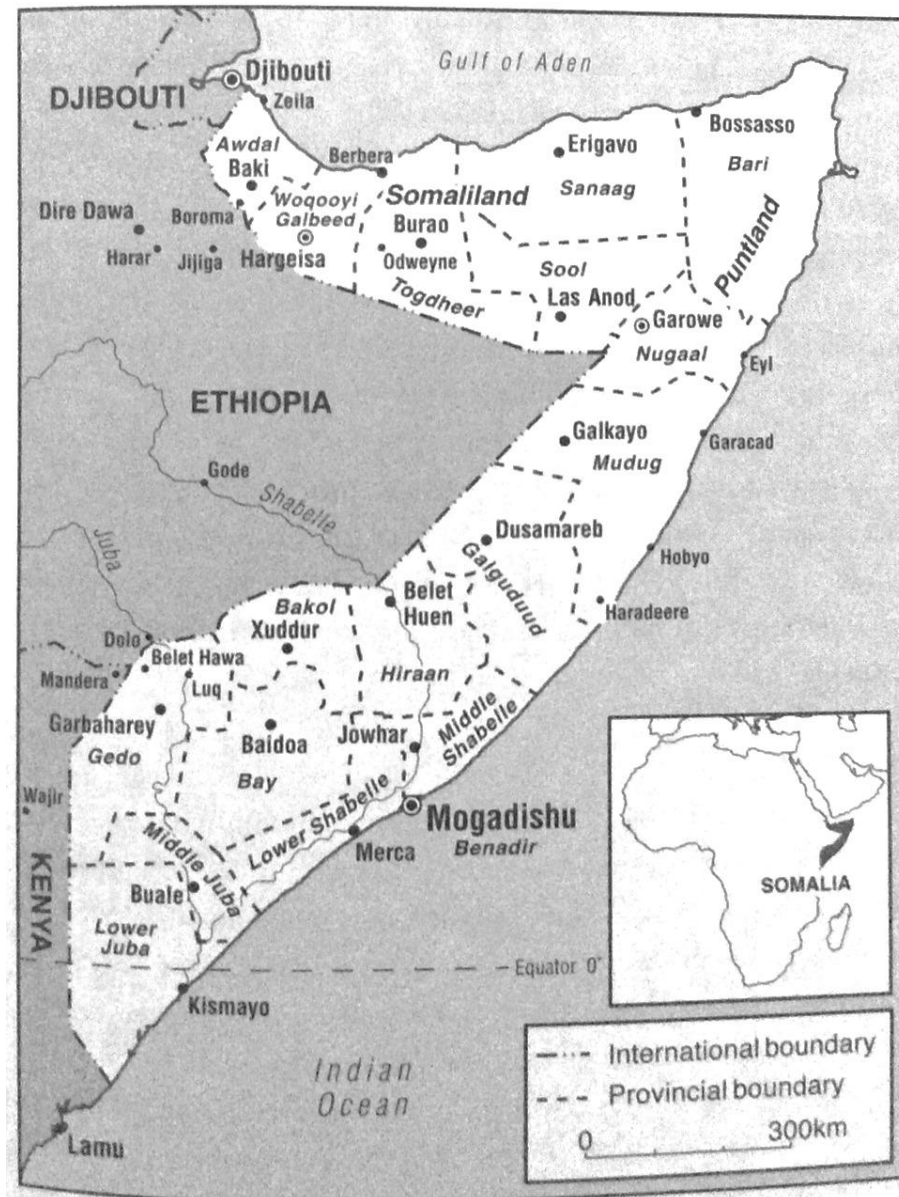 Gulf of Aden
Djibouti
DJIBOUTI
Zeila
Bossasso
Awdal
Baki
Berbera
Erigavo
Bari
Woqooyi
Galbeed
Somaliland
Sanaag
Dire Dawa
Boroma
Burao
Harar
Jijiga
Hargeisa
Odweyne
Sool
Puntland
Togdheer
Las Anod
Garowe
Nugaal
Eyl
ETHIOPIA
Galkayo
Garacad
Mudug
Gode
Shabelle
Juba
Dusamareb
Hobyo
Galguduud
Belet
Huen
Haradeere
Bakol
Xuddur
Dolo
Belet Hawa
Mandera
Luq
Hiraan
Garbaharey
Gedo
Baidoa
Jowhar
Middle
Shabelle
Bay
Wajir
Lower Shabelle
Mogadishu
Benadir
Merca
Middle Juba
KENYA
Buale
Lower
Juba
SOMALIA
Equator 0°
Kismayo
Indian
Ocean
Lamu
International boundary
Provincial boundary
0 300km